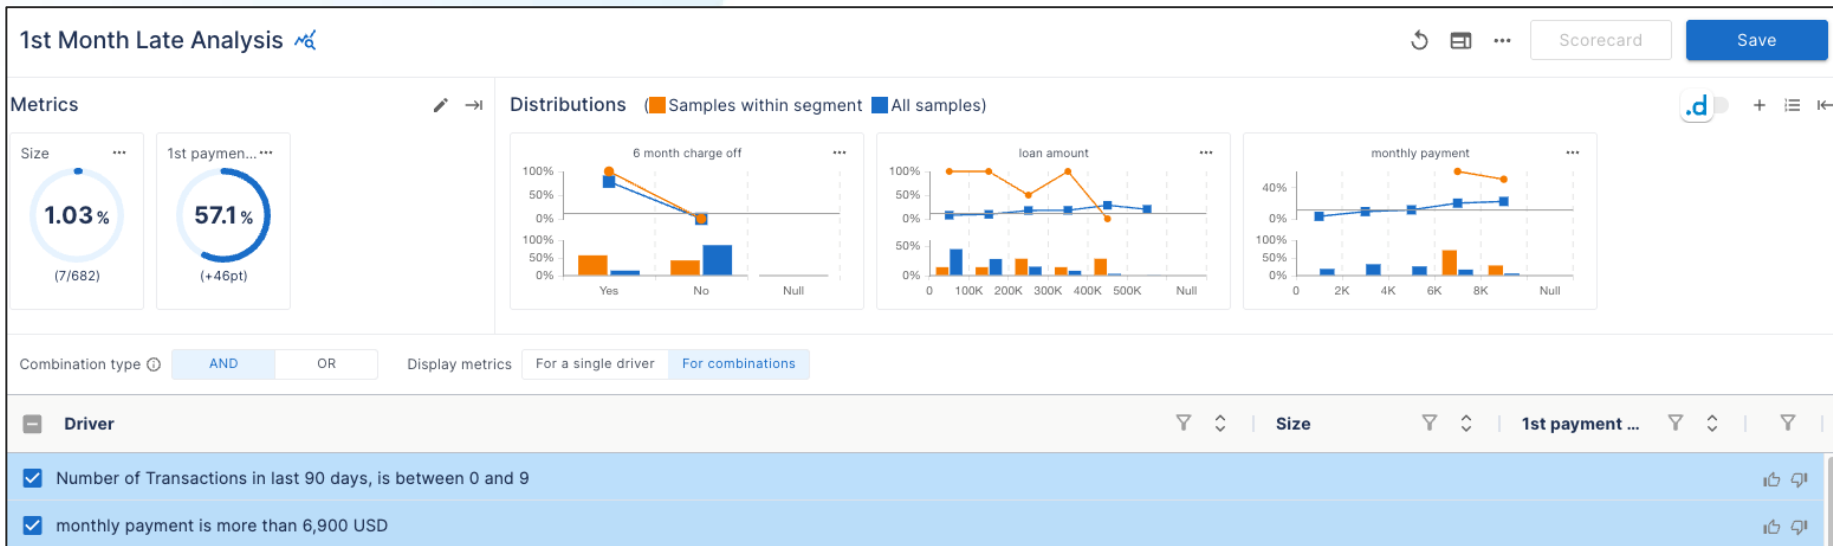 1st Month Late Analysis
Scorecard
Save
Metrics
Distributions (Samples within segment All samples)
.d
Size
1.03 %
(7/682)
1st paymen...
57.1 %
(+46pt)
6 month charge off
100%
50%
0%
100%
50%
0%
Yes No Null
loan amount
100%
50%
0%
50%
0%
0 100K 200K 300K 400K 500K Null
monthly payment
40%
0%
100%
50%
0%
0 2K 4K 6K 8K Null
Combination type AND OR Display metrics For a single driver For combinations
Driver Size 1st payment ...
Number of Transactions in last 90 days, is between 0 and 9
monthly payment is more than 6,900 USD